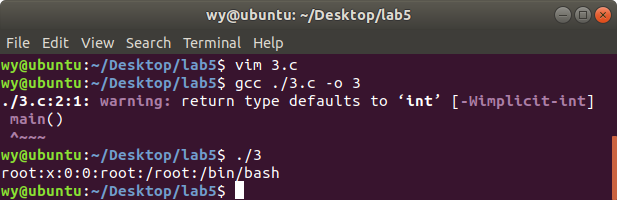 wy@ubuntu: ~/Desktop/lab5
File Edit View Search Terminal Help
wy@ubuntu:~/Desktop/lab5$ vim 3.c
wy@ubuntu:~/Desktop/lab5$ gcc ./3.c -o 3
./3.c:2:1: warning: return type defaults to ‘int’ [-Wimplicit-int]
 main()
 ^~~~
wy@ubuntu:~/Desktop/lab5$ ./3
root:x:0:0:root:/root:/bin/bash
wy@ubuntu:~/Desktop/lab5$